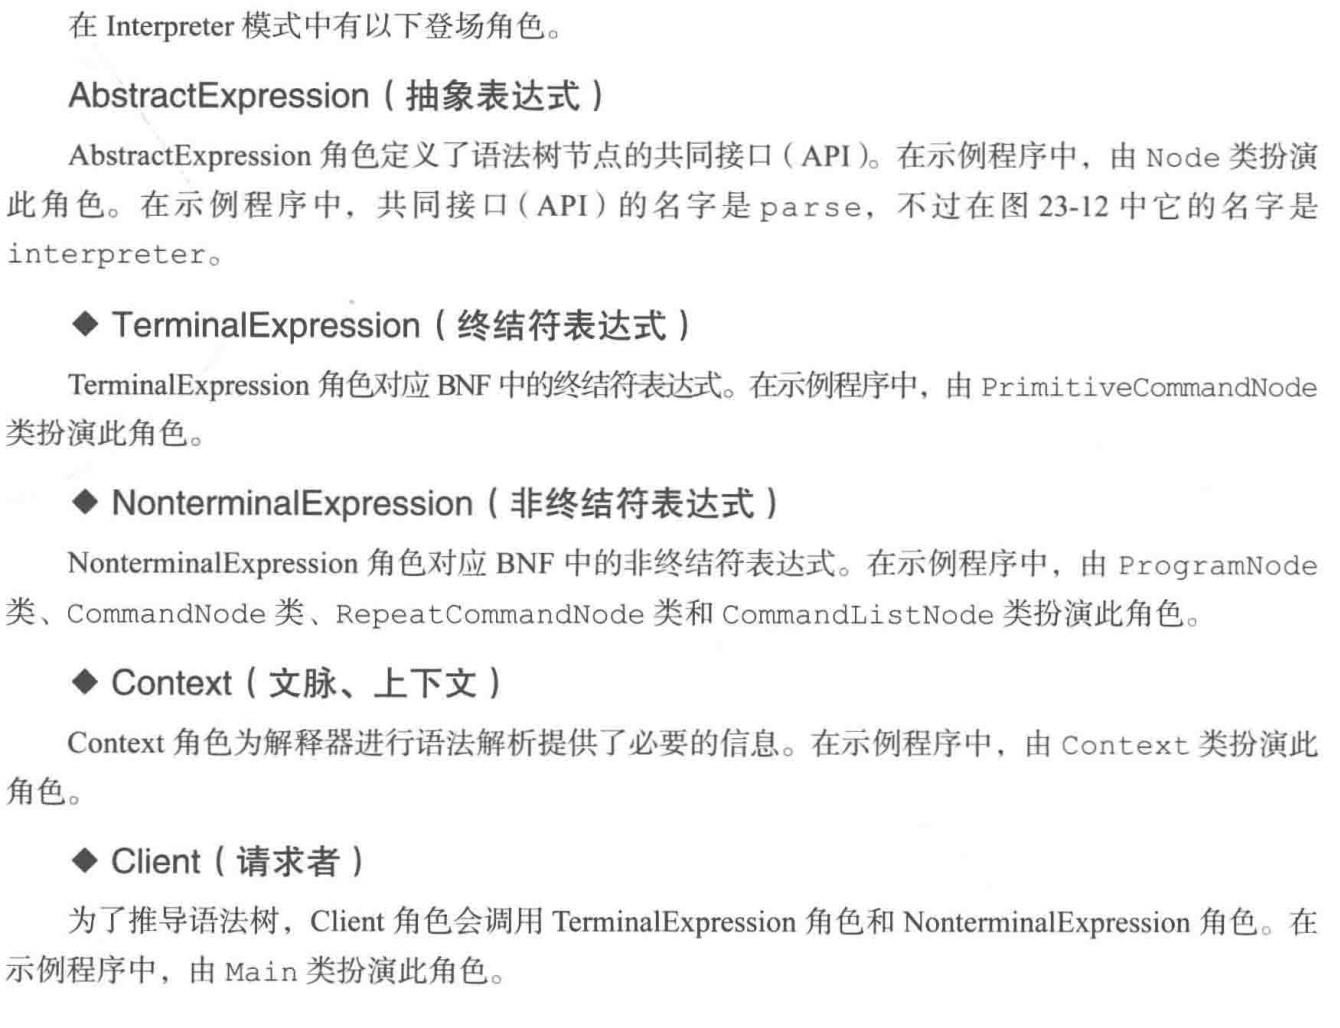 在 Interpreter 模式中有以下登场角色。
AbstractExpression（抽象表达式）
AbstractExpression 角色定义了语法树节点的共同接口（API）。在示例程序中，由 Node 类扮演
此角色。在示例程序中，共同接口（API）的名字是 parse，不过在图 23-12 中它的名字是
interpreter。
◆ TerminalExpression（终结符表达式）
TerminalExpression 角色对应 BNF 中的终结符表达式。在示例程序中，由 PrimitiveCommandNode
类扮演此角色。
◆ NonterminalExpression（非终结符表达式）
NonterminalExpression 角色对应 BNF 中的非终结符表达式。在示例程序中，由 ProgramNode
类、CommandNode 类、RepeatCommandNode 类和 CommandListNode 类扮演此角色。
◆ Context（文脉、上下文）
Context 角色为解释器进行语法解析提供了必要的信息。在示例程序中，由 Context 类扮演此
角色。
◆ Client（请求者）
为了推导语法树，Client 角色会调用 TerminalExpression 角色和 NonterminalExpression 角色。在
示例程序中，由 Main 类扮演此角色。